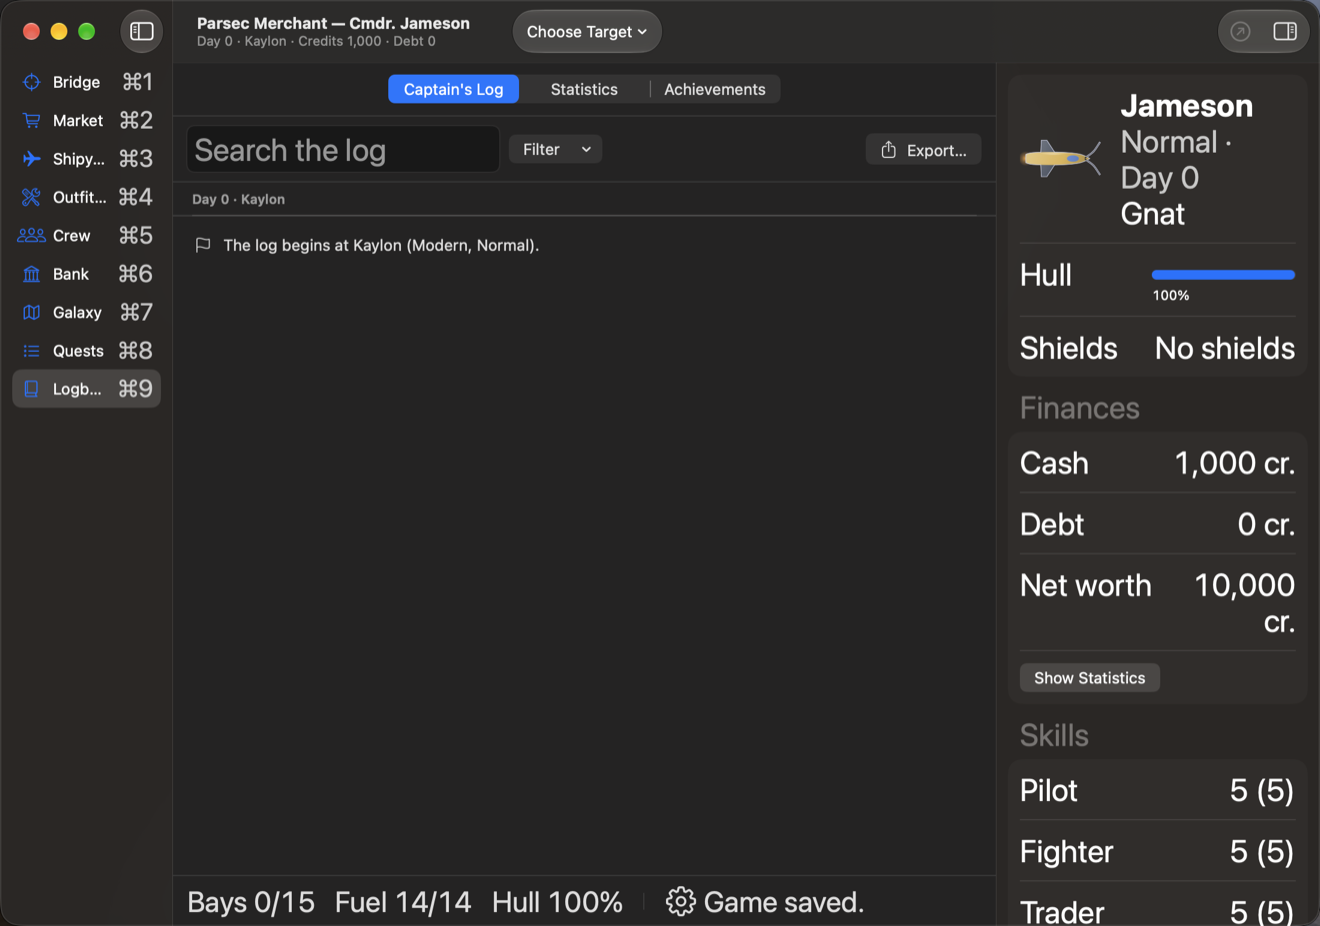 Parsec Merchant — Cmdr. Jameson
Day 0 · Kaylon · Credits 1,000 · Debt 0
Choose Target
Bridge ⌘1
Market ⌘2
Shipy... ⌘3
Outfit... ⌘4
Crew ⌘5
Bank ⌘6
Galaxy ⌘7
Quests ⌘8
Logb... ⌘9
Captain's Log
Statistics
Achievements
Search the log
Filter
Export...
Day 0 · Kaylon
The log begins at Kaylon (Modern, Normal).
Bays 0/15 Fuel 14/14 Hull 100% Game saved.
Jameson
Normal ·
Day 0
Gnat
Hull
100%
Shields No shields
Finances
Cash 1,000 cr.
Debt 0 cr.
Net worth 10,000
cr.
Show Statistics
Skills
Pilot 5 (5)
Fighter 5 (5)
Trader 5 (5)